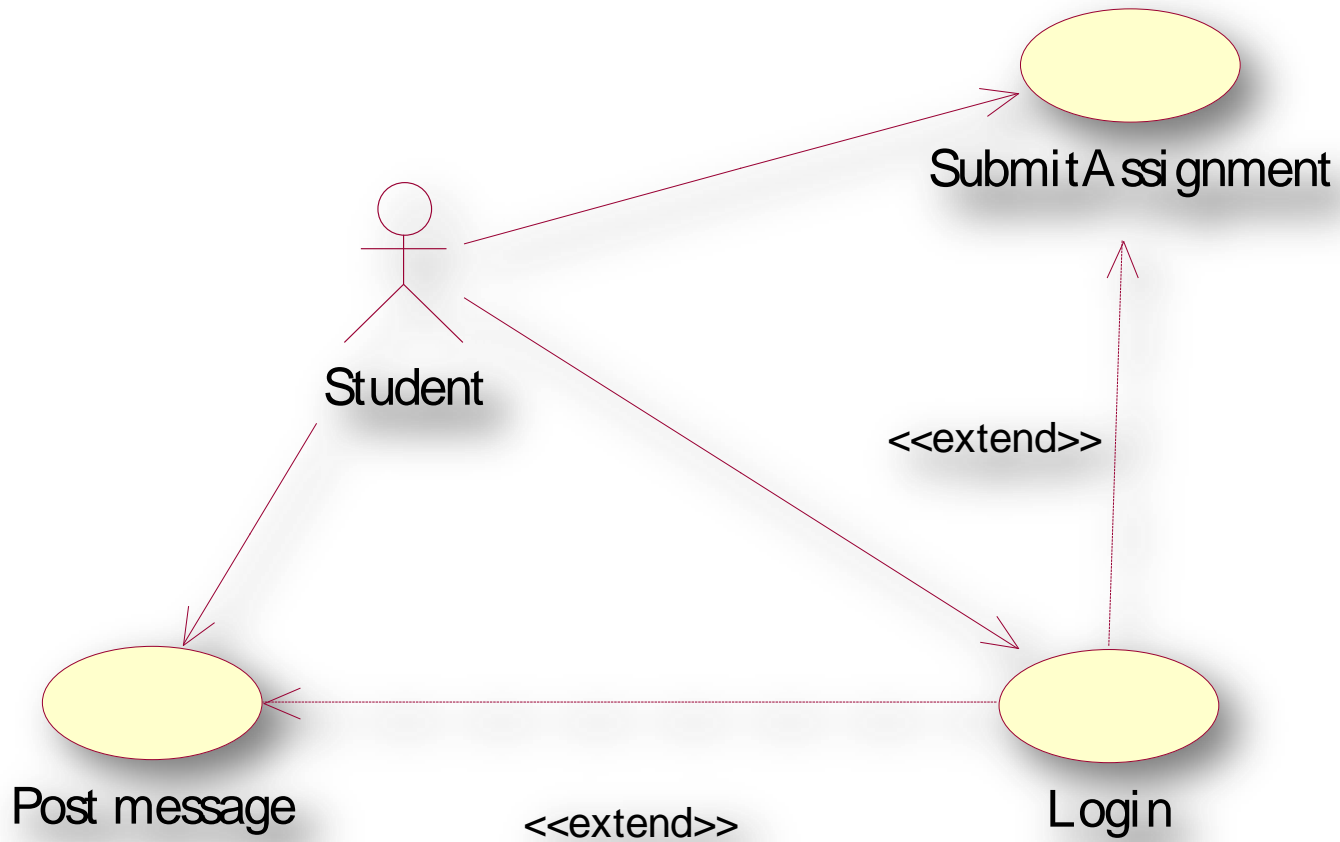 SubmitAssignment
Student
<<extend>>
Post message
Login
<<extend>>